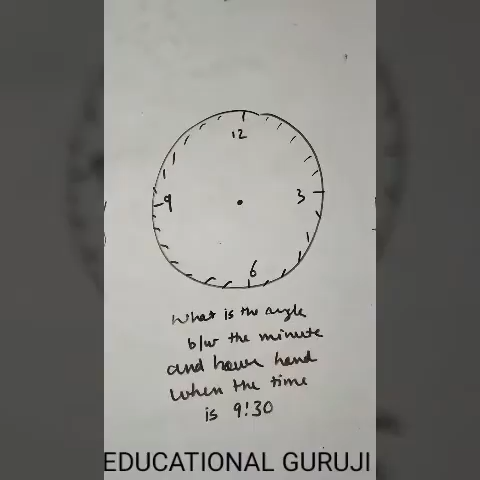 12
9
3
6
What is the angle
b/w the minute
and hour hand
when the time
is 9:30
EDUCATIONAL GURUJI